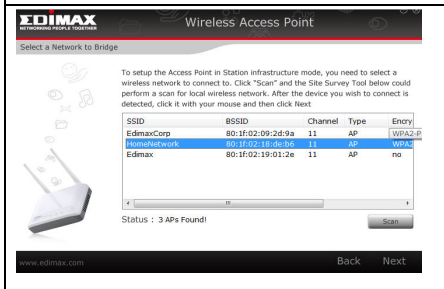 EDIMAX
NETWORKING PEOPLE TOGETHER
Wireless Access Point
Select a Network to Bridge
To setup the Access Point in Station infrastructure mode, you need to select a
wireless network to connect to. Click "Scan" and the Site Survey Tool below could
perform a scan for local wireless network. After the device you wish to connect is
detected, click it with your mouse and then click Next
SSID BSSID Channel Type Encry
EdimaxCorp 80:1f:02:09:2d:9a 11 AP WPA2-P
HomeNetwork 80:1f:02:18:de:b6 11 AP WPA2
Edimax 80:1f:02:19:01:2e 11 AP no
Status : 3 APs Found!
Scan
www.edimax.com
Back Next